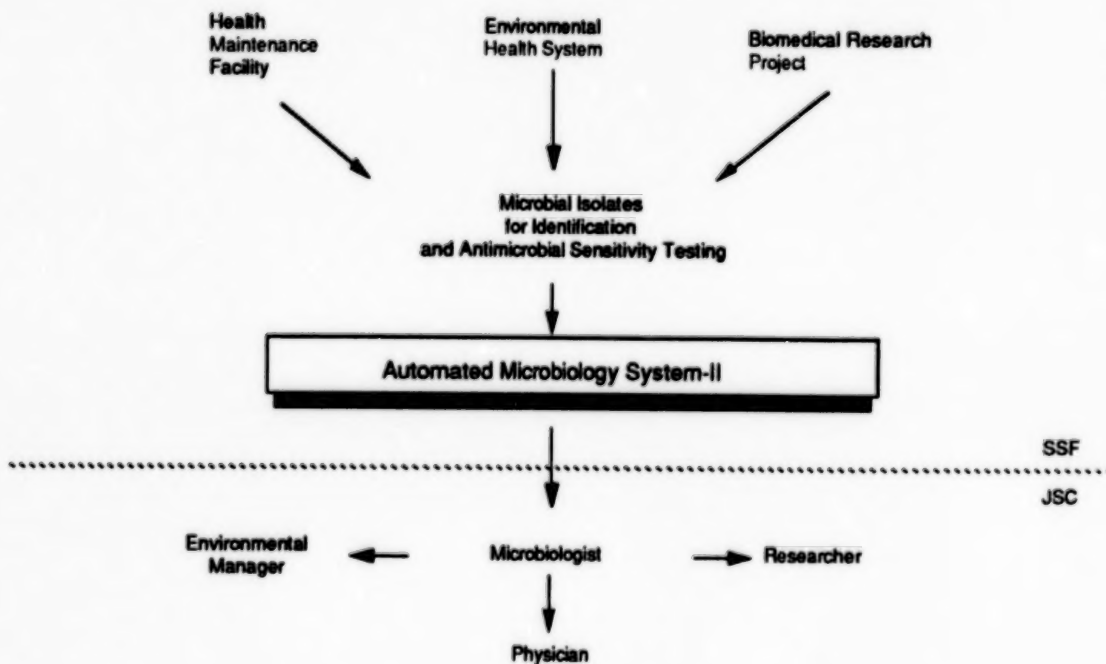 Health
Maintenance
Facility
Environmental
Health System
Biomedical Research
Project
Microbial Isolates
for Identification
and Antimicrobial Sensitivity Testing
Automated Microbiology System-II
SSF
JSC
Environmental
Manager
Microbiologist
Researcher
Physician